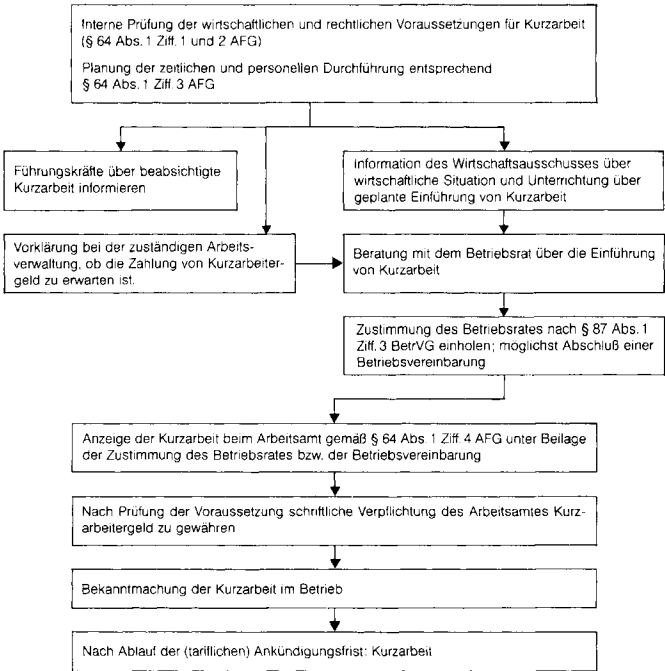 Interne Prüfung der wirtschaftlichen und rechtlichen Voraussetzungen für Kurzarbeit
(§ 64 Abs. 1 Ziff. 1 und 2 AFG)
Planung der zeitlichen und personellen Durchführung entsprechend
§ 64 Abs. 1 Ziff. 3 AFG
Führungskräfte über beabsichtigte
Kurzarbeit informieren
Information des Wirtschaftsausschusses über
wirtschaftliche Situation und Unterrichtung über
geplante Einführung von Kurzarbeit
Vorklärung bei der zuständigen Arbeits-
verwaltung, ob die Zahlung von Kurzarbeiter-
geld zu erwarten ist.
Beratung mit dem Betriebsrat über die Einführung
von Kurzarbeit
Zustimmung des Betriebsrates nach § 87 Abs. 1
Ziff. 3 BetrVG einholen; möglichst Abschluß einer
Betriebsvereinbarung
Anzeige der Kurzarbeit beim Arbeitsamt gemäß § 64 Abs. 1 Ziff. 4 AFG unter Beilage
der Zustimmung des Betriebsrates bzw. der Betriebsvereinbarung
Nach Prüfung der Voraussetzung schriftliche Verpflichtung des Arbeitsamtes Kurz-
arbeitergeld zu gewähren
Bekanntmachung der Kurzarbeit im Betrieb
Nach Ablauf der (tariflichen) Ankündigungsfrist: Kurzarbeit